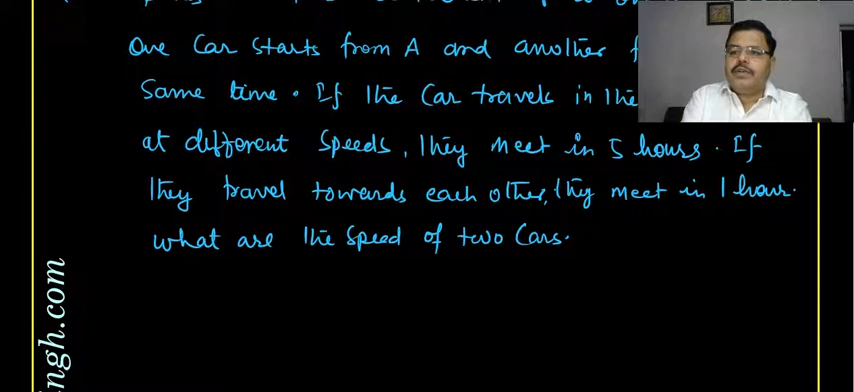 One Car starts from A and another
Same time. If the Car travels in the
at different speeds, they meet in 5 hours. If
they travel towards each other, they meet in 1 hour.
what are the speed of two Cars.
ngh.com